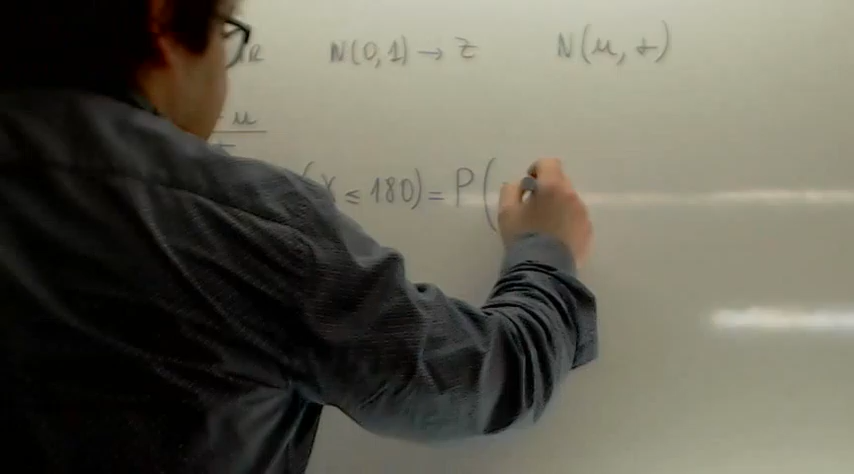 N(0,1) → Z N(μ, σ)
μ
(X ≤ 180) = P(